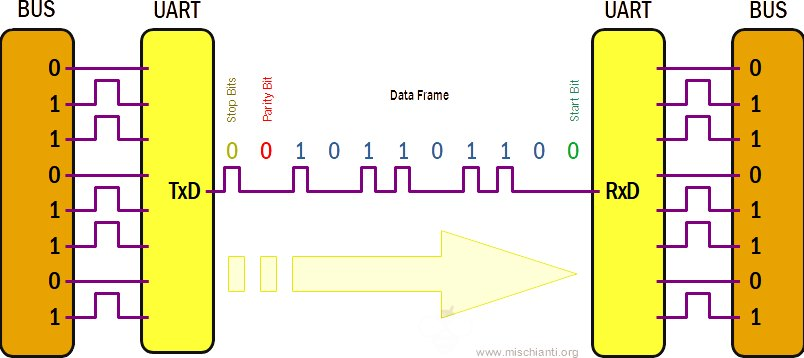 BUS UART UART BUS
Stop Bits
Parity Bit
Data Frame
Start Bit
0 0 1 0 1 1 0 1 1 0 0
TxD RxD
0 0
1 1
1 1
0 0
1 1
1 1
0 0
1 1
www.mischianti.org